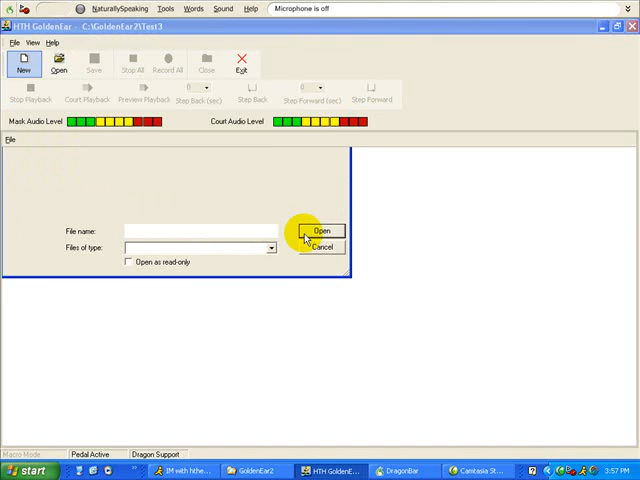 NaturallySpeaking Tools Words Sound Help Microphone is off
HTH GoldenEar - C:\GoldenEar2\Test3
File View Help
New Open Save Stop All Record All Close Exit
0 0
Stop Playback Court Playback Preview Playback Step Back (sec) Step Back Step Forward (sec) Step Forward
Mask Audio Level Court Audio Level
File
File name: Open
Files of type: Cancel
Open as read-only
Macro Mode Pedal Active Dragon Support
start IM with hthe... GoldenEar2 HTH GoldenE... DragonBar Camtasia St... 3:57 PM